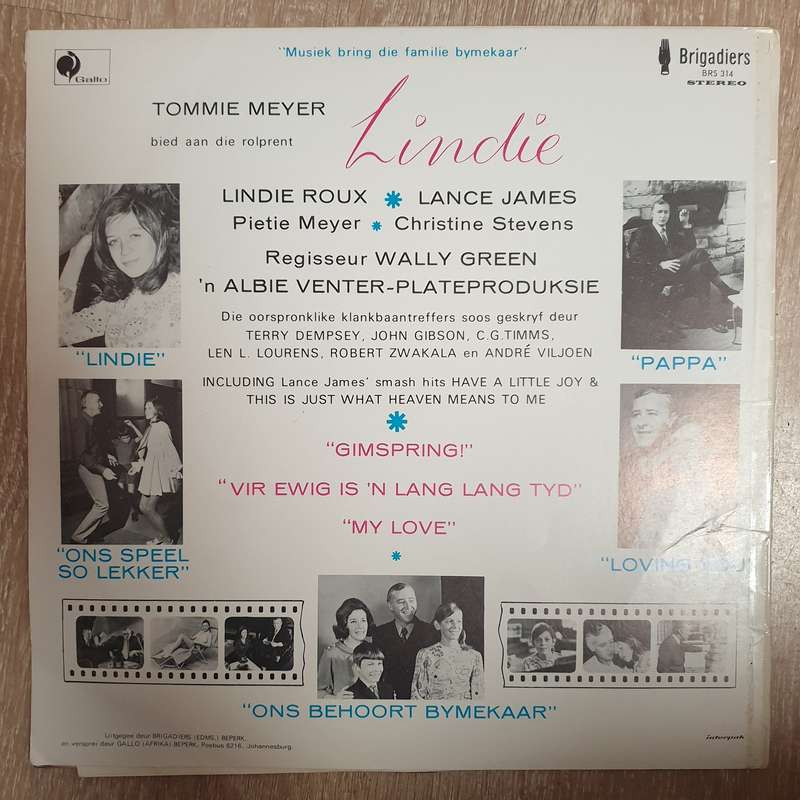 "Musiek bring die familie bymekaar"
Gallo
Brigadiers
BRS 314
STEREO
TOMMIE MEYER
bied aan die rolprent
Lindie
LINDIE ROUX * LANCE JAMES
Pietie Meyer * Christine Stevens
Regisseur WALLY GREEN
'n ALBIE VENTER-PLATEPRODUKSIE
Die oorspronklike klankbaantreffers soos geskryf deur
TERRY DEMPSEY, JOHN GIBSON, C.G.TIMMS,
LEN L. LOURENS, ROBERT ZWAKALA en ANDRÉ VILJOEN
"LINDIE"
"PAPPA"
INCLUDING Lance James' smash hits HAVE A LITTLE JOY &
THIS IS JUST WHAT HEAVEN MEANS TO ME
"GIMSPRING!"
"VIR EWIG IS 'N LANG LANG TYD"
"MY LOVE"
"ONS SPEEL
SO LEKKER"
"LOVING YOU
"ONS BEHOORT BYMEKAAR"
Uitgegee deur BRIGADIERS (EDMS.) BEPERK,
en versprei deur GALLO (AFRIKA) BEPERK, Posbus 6216, Johannesburg.
interpak